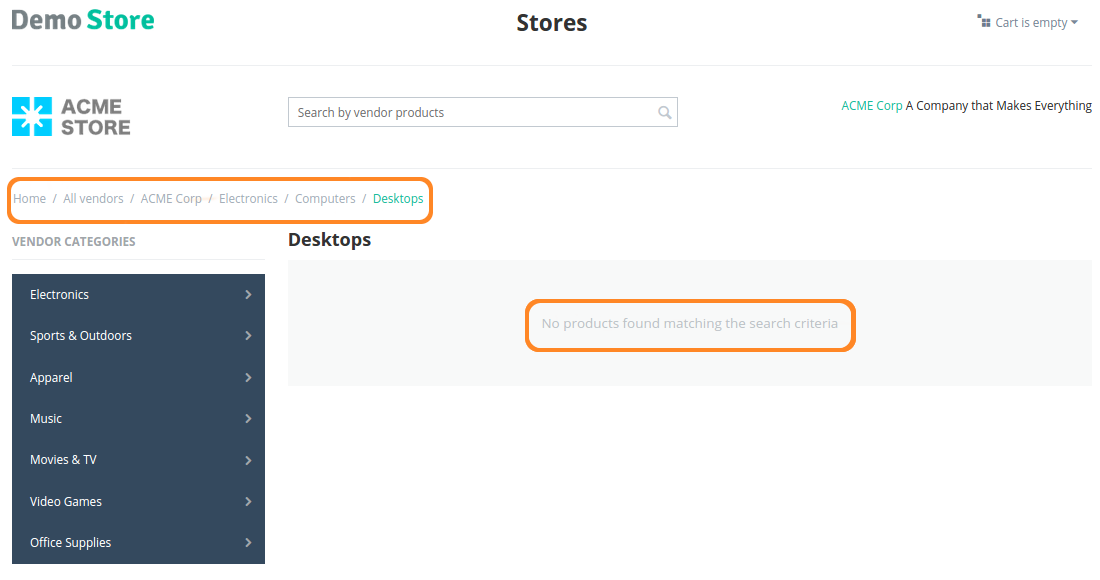 Demo Store
Stores
Cart is empty
ACME
STORE
Search by vendor products
ACME Corp A Company that Makes Everything
Home / All vendors / ACME Corp / Electronics / Computers / Desktops
VENDOR CATEGORIES
Desktops
Electronics
No products found matching the search criteria
Sports & Outdoors
Apparel
Music
Movies & TV
Video Games
Office Supplies